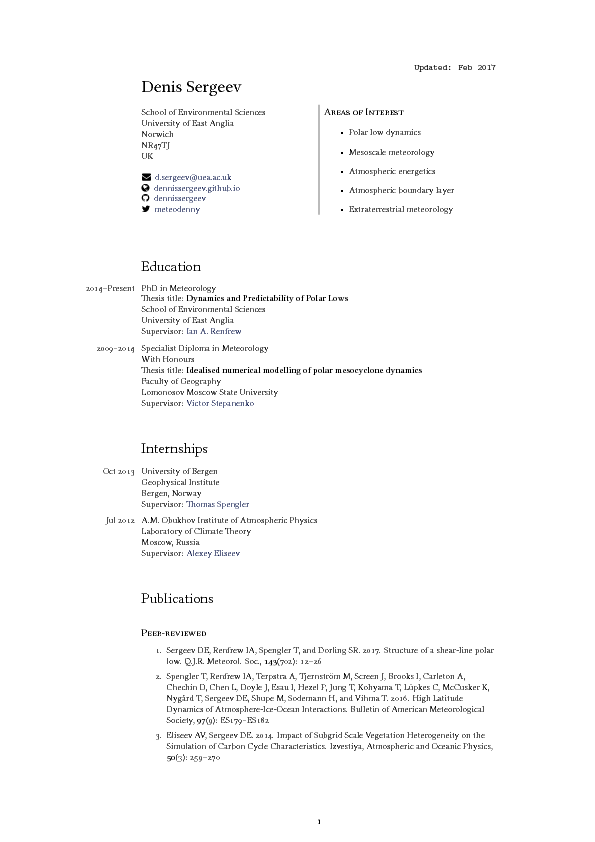 Updated: Feb 2017
Denis Sergeev
School of Environmental Sciences
University of East Anglia
Norwich
NR47TJ
UK
d.sergeev@uea.ac.uk
dennissergeev.github.io
dennissergeev
meteodenny
Areas of Interest
• Polar low dynamics
• Mesoscale meteorology
• Atmospheric energetics
• Atmospheric boundary layer
• Extraterrestrial meteorology
Education
2014–Present PhD in Meteorology
Thesis title: Dynamics and Predictability of Polar Lows
School of Environmental Sciences
University of East Anglia
Supervisor: Ian A. Renfrew
2009–2014 Specialist Diploma in Meteorology
With Honours
Thesis title: Idealised numerical modelling of polar mesocyclone dynamics
Faculty of Geography
Lomonosov Moscow State University
Supervisor: Victor Stepanenko
Internships
Oct 2013 University of Bergen
Geophysical Institute
Bergen, Norway
Supervisor: Thomas Spengler
Jul 2012 A.M. Obukhov Institute of Atmospheric Physics
Laboratory of Climate Theory
Moscow, Russia
Supervisor: Alexey Eliseev
Publications
Peer-reviewed
1. Sergeev DE, Renfrew IA, Spengler T, and Dorling SR. 2017. Structure of a shear-line polar
low. Q.J.R. Meteorol. Soc., 143(702): 12–26
2. Spengler T, Renfrew IA, Terpstra A, Tjernström M, Screen J, Brooks I, Carleton A,
Chechin D, Chen L, Doyle J, Esau I, Hezel P, Jung T, Kohyama T, Lüpkes C, McCusker K,
Nygård T, Sergeev DE, Shupe M, Sodemann H, and Vihma T. 2016. High Latitude
Dynamics of Atmosphere-Ice-Ocean Interactions. Bulletin of American Meteorological
Society, 97(9): ES179–ES182
3. Eliseev AV, Sergeev DE. 2014. Impact of Subgrid Scale Vegetation Heterogeneity on the
Simulation of Carbon Cycle Characteristics. Izvestiya, Atmospheric and Oceanic Physics,
50(3): 259–270
1